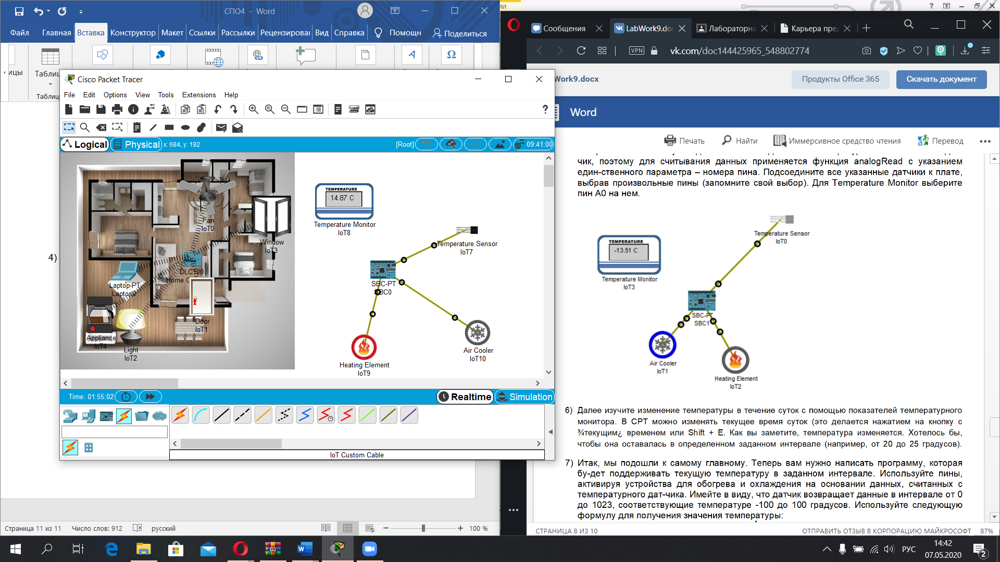 СПО4 - Word
Файл Главная Вставка Конструктор Макет Ссылки Рассылки Рецензирова Вид Справка Помощн Поделиться
Таблиц
Таблиц
4)
Страница 11 из 11 Число слов: 912 русский 100 %
Cisco Packet Tracer
File Edit Options View Tools Extensions Help
?
Logical Physical x: 684, y: 192 [Root] 09:41:00
Fan
IoT0
Window
IoT3
DLC100
Laptop-PT
Laptop0
Door
IoT1
Appliance
IoT4
Light
IoT2
TEMPERATURE
14.87 C
Temperature Monitor
IoT8
Temperature Sensor
IoT7
SBC-PT
SBC0
Air Cooler
IoT10
Heating Element
IoT9
Time: 01:55:02 Realtime Simulation
IoT Custom Cable
Сообщения LabWork9.doc Лабораторна Карьера пред
VPN vk.com/doc144425965_548802774
Work9.docx Продукты Office 365 Скачать документ
Word
Печать Найти Иммерсивное средство чтения Перевод
чик, поэтому для считывания данных применяется функция analogRead с указанием
един-ственного параметра – номера пина. Подсоедините все указанные датчики к плате,
выбрав произвольные пины (запомните свой выбор). Для Temperature Monitor выберите
пин A0 на нем.
TEMPERATURE
-13.51 C
Temperature Monitor
IoT3
Temperature Sensor
IoT0
SBC-PT
SBC1
Air Cooler
IoT1
Heating Element
IoT2
6) Далее изучите изменение температуры в течение суток с помощью показателей температурного
монитора. В CPT можно изменять текущее время суток (это делается нажатием на кнопку с
¾текущим¿ временем или Shift + E. Как вы заметите, температура изменяется. Хотелось бы,
чтобы она оставалась в определенном заданном интервале (например, от 20 до 25 градусов).
7) Итак, мы подошли к самому главному. Теперь вам нужно написать программу, которая
бу-дет поддерживать текущую температуру в заданном интервале. Используйте пины,
активируя устройства для обогрева и охлаждения на основании данных, считанных с
температурного дат-чика. Имейте в виду, что датчик возвращает данные в интервале от 0
до 1023, соответствующие температуре -100 до 100 градусов. Используйте следующую
формулу для получения значения температуры:
СТРАНИЦА 8 ИЗ 10 ОТПРАВИТЬ ОТЗЫВ В КОРПОРАЦИЮ МАЙКРОСОФТ 87%
РУС 14:42
07.05.2020
2